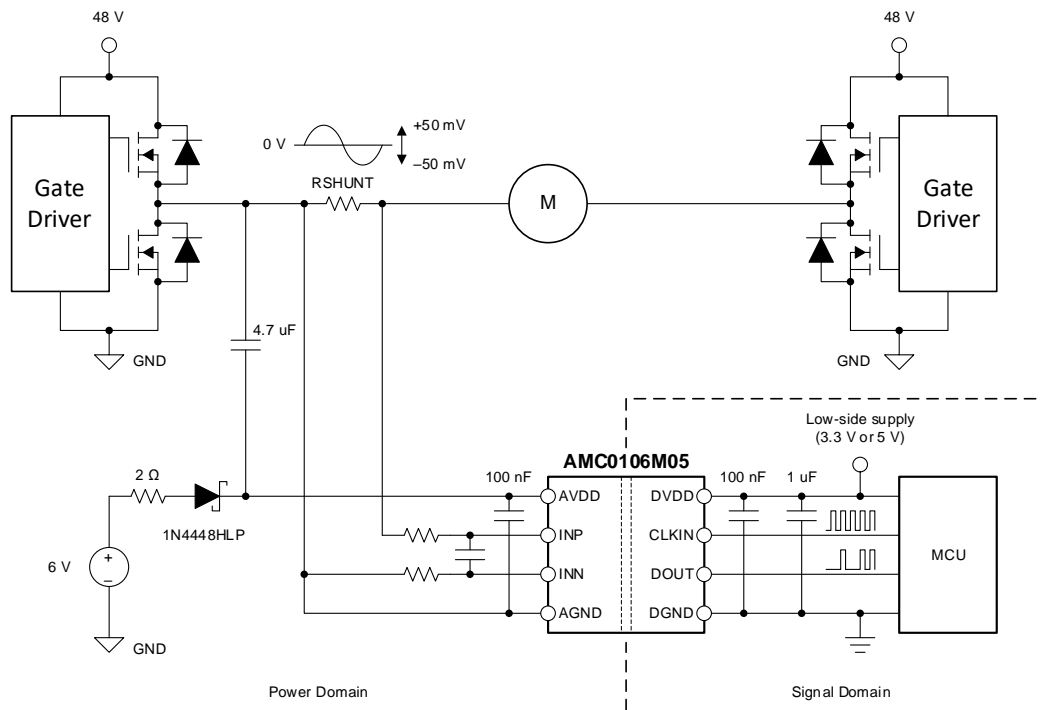 48 V
48 V
+50 mV
0 V
–50 mV
RSHUNT
Gate
Driver
M
Gate
Driver
4.7 uF
GND
GND
Low-side supply
(3.3 V or 5 V)
AMC0106M05
2 Ω
100 nF
100 nF
1 uF
AVDD
DVDD
1N4448HLP
INP
CLKIN
MCU
6 V
INN
DOUT
AGND
DGND
GND
Power Domain
Signal Domain